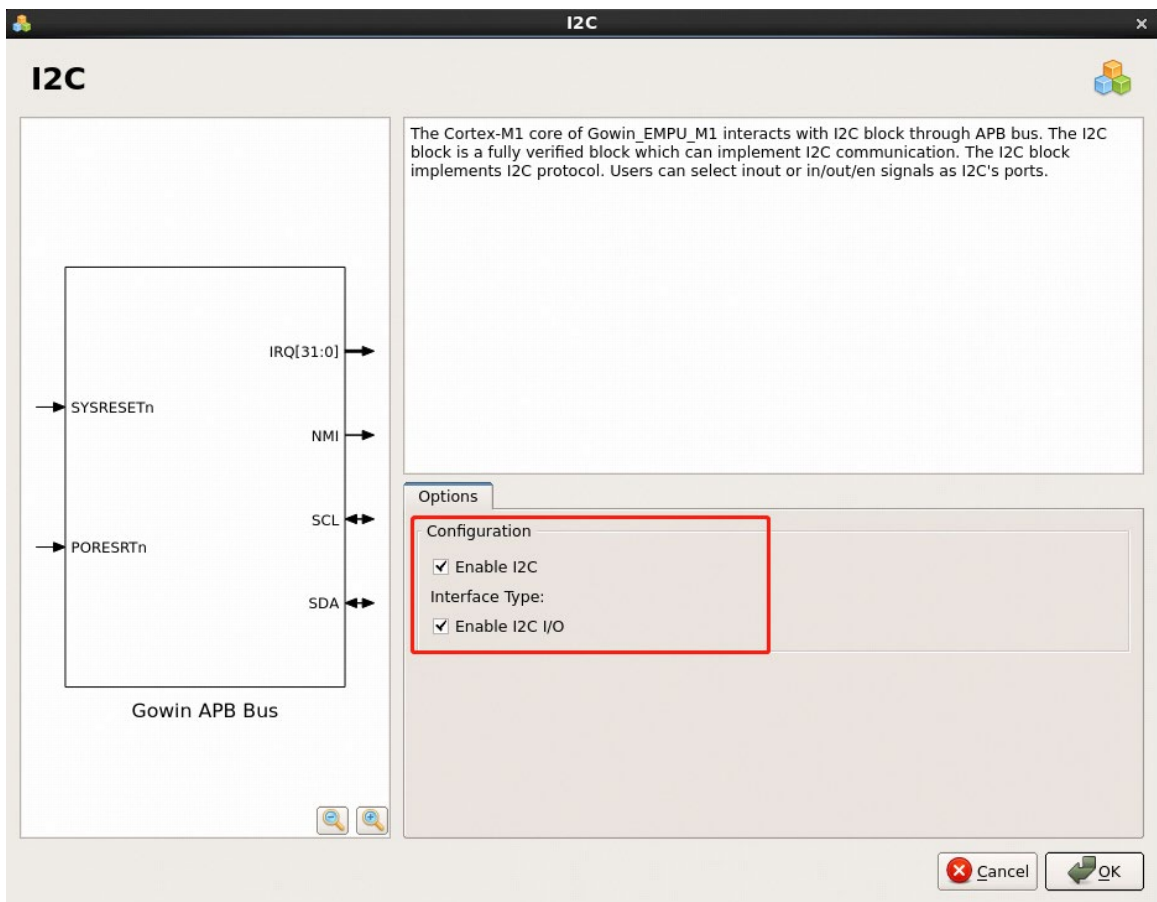 I2C
I2C
The Cortex-M1 core of Gowin_EMPU_M1 interacts with I2C block through APB bus. The I2C
block is a fully verified block which can implement I2C communication. The I2C block
implements I2C protocol. Users can select inout or in/out/en signals as I2C's ports.
IRQ[31:0]
SYSRESETn
NMI
SCL
PORESRTn
SDA
Gowin APB Bus
Options
Configuration
Enable I2C
Interface Type:
Enable I2C I/O
Cancel
OK